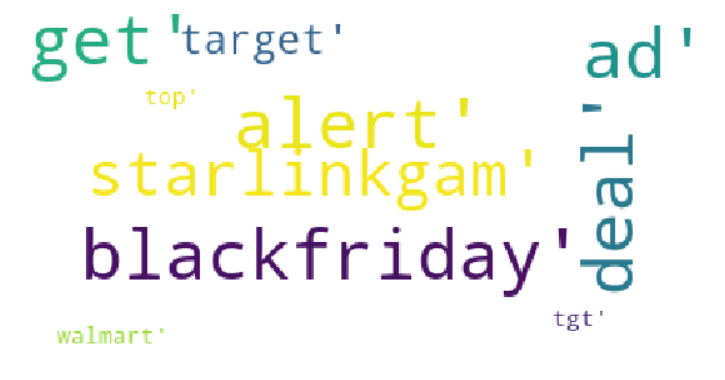 get'
target'
ad'
top'
alert'
starlinkgam'
deal'
blackfriday'
tgt'
walmart'